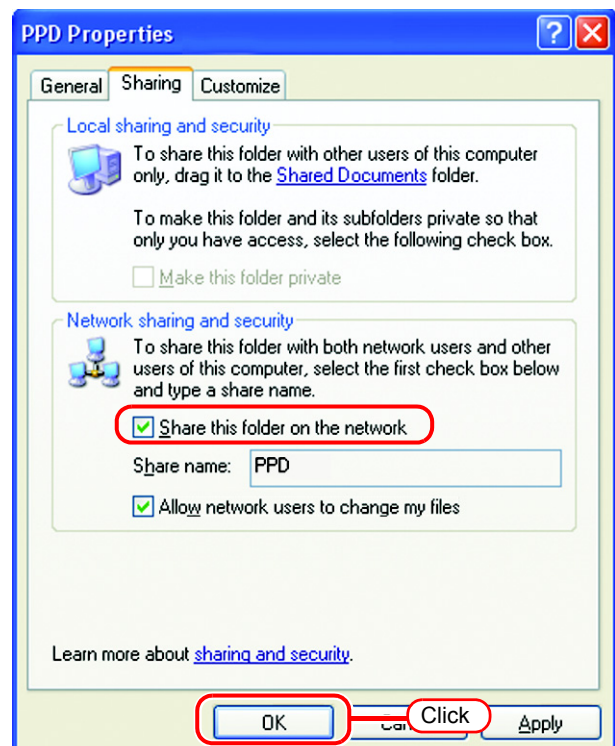 PPD Properties
General Sharing Customize
Local sharing and security
To share this folder with other users of this computer
only, drag it to the Shared Documents folder.
To make this folder and its subfolders private so that
only you have access, select the following check box.
Make this folder private
Network sharing and security
To share this folder with both network users and other
users of this computer, select the first check box below
and type a share name.
Share this folder on the network
Share name: PPD
Allow network users to change my files
Learn more about sharing and security.
OK Click Apply